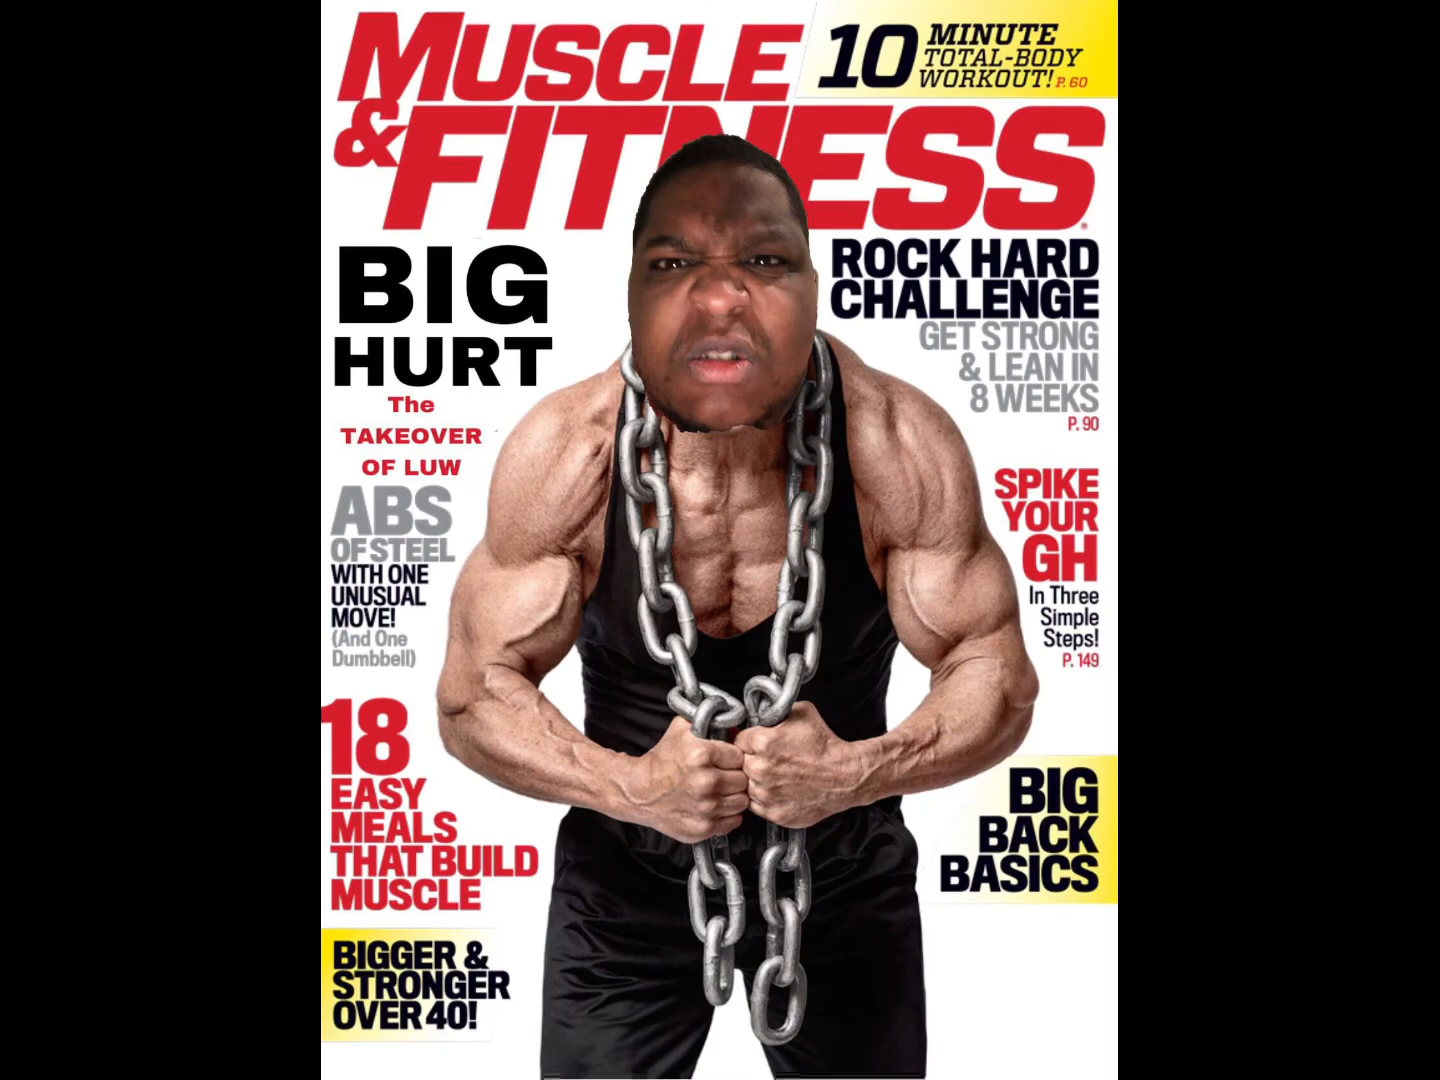 MUSCLE
& FITNESS
10 MINUTE
TOTAL-BODY
WORKOUT! P. 60
BIG
HURT
The
TAKEOVER
OF LUW
ABS
OF STEEL
WITH ONE
UNUSUAL
MOVE!
(And One
Dumbbell)
18
EASY
MEALS
THAT BUILD
MUSCLE
BIGGER &
STRONGER
OVER 40!
ROCK HARD
CHALLENGE
GET STRONG
& LEAN IN
8 WEEKS
P. 90
SPIKE
YOUR
GH
In Three
Simple
Steps!
P. 149
BIG
BACK
BASICS